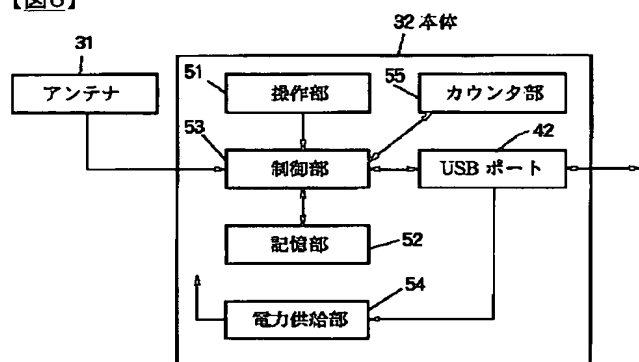 【図6】
32 本体
31
アンテナ
51
操作部
55
カウンタ部
53
制御部
42
USB ポート
記憶部
52
54
電力供給部